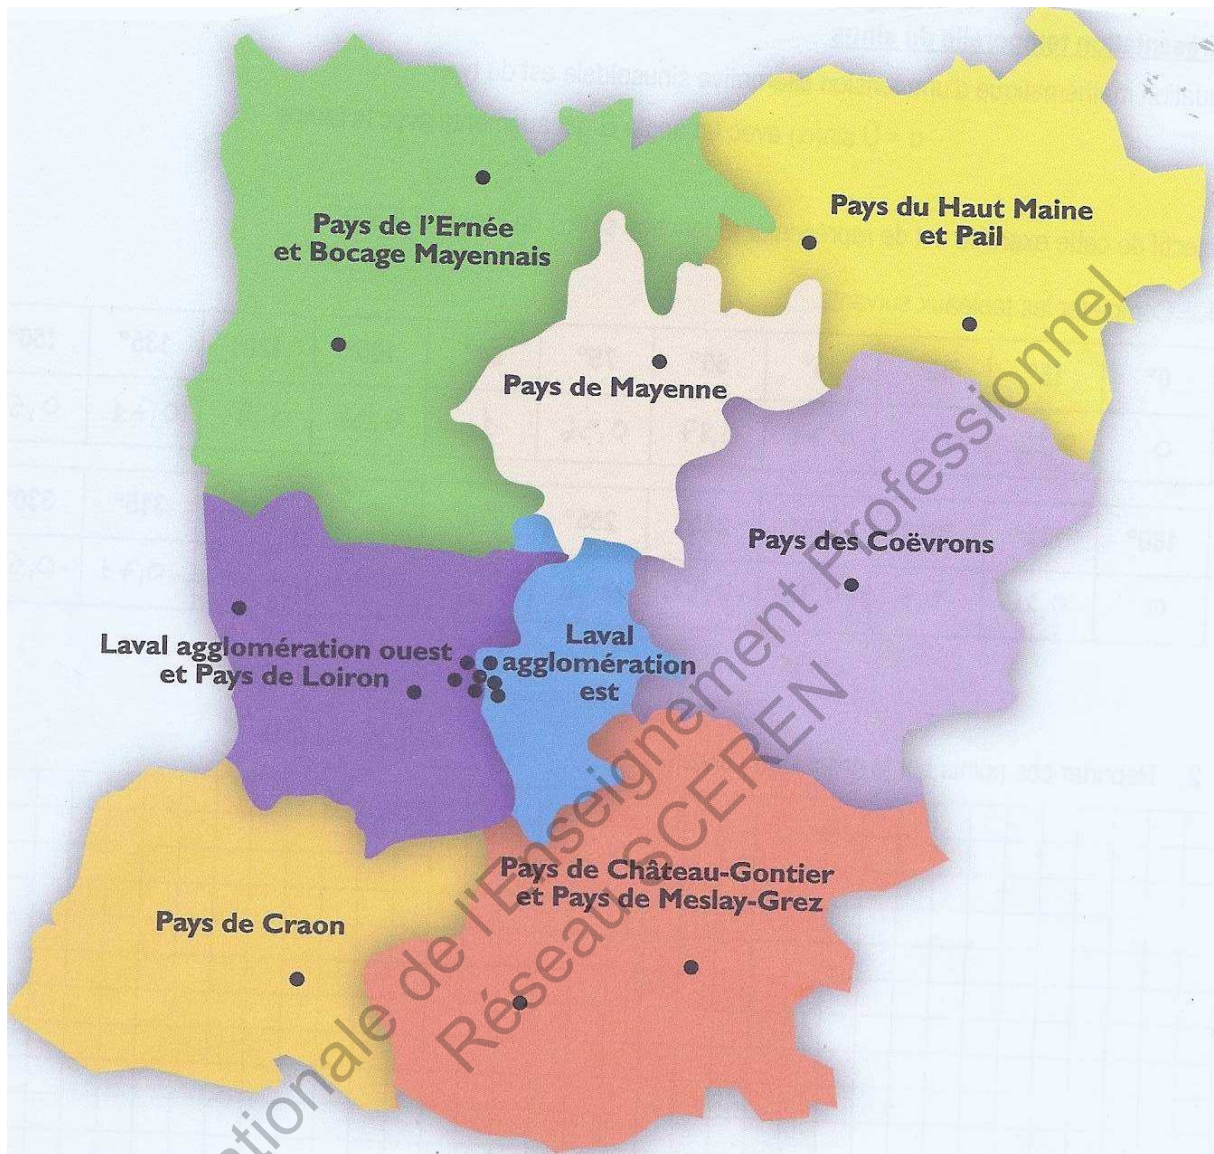 Pays de l'Ernée
et Bocage Mayennais
Pays du Haut Maine
et Pail
Pays de Mayenne
Pays des Coëvrons
Laval agglomération ouest
et Pays de Loiron
Laval
agglomération
est
Pays de Château-Gontier
et Pays de Meslay-Grez
Pays de Craon
tionale de l'Enseignement Professionnel
Réseau SCEREN